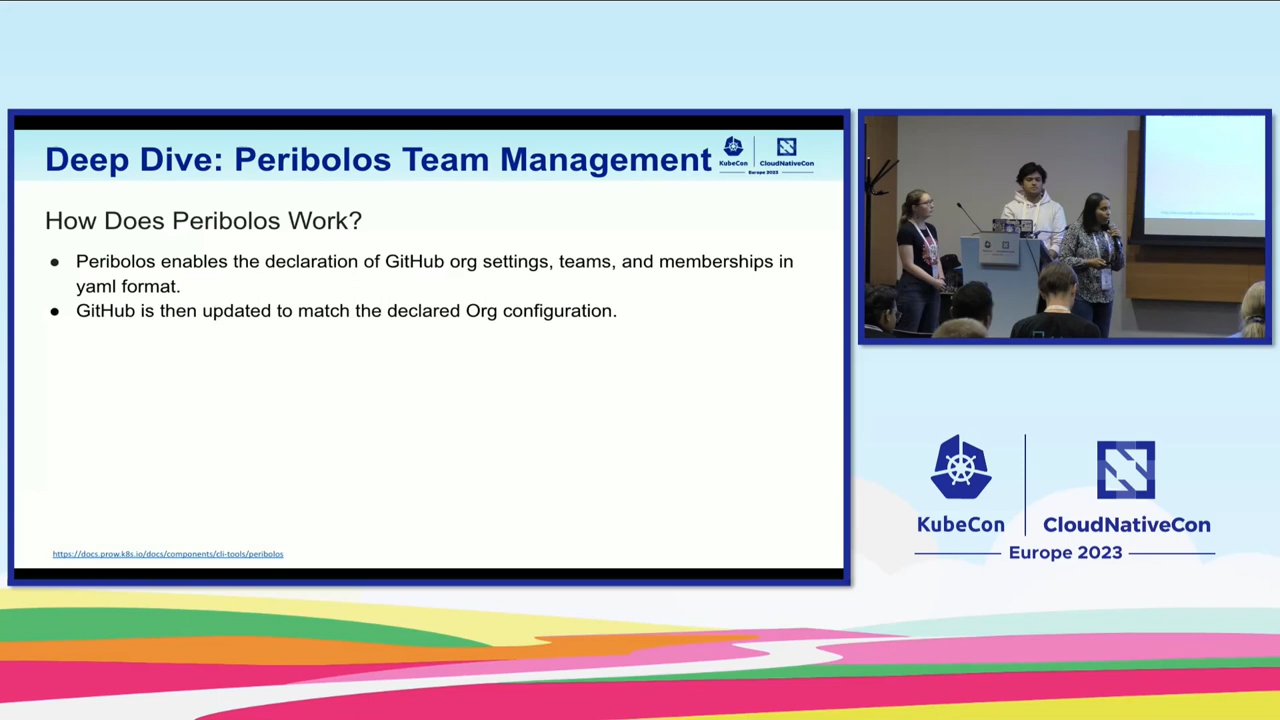 Deep Dive: Peribolos Team Management
KubeCon
CloudNativeCon
Europe 2023
How Does Peribolos Work?
● Peribolos enables the declaration of GitHub org settings, teams, and memberships in
yaml format.
● GitHub is then updated to match the declared Org configuration.
https://docs.prow.k8s.io/docs/components/cli-tools/peribolos
KubeCon
CloudNativeCon
Europe 2023